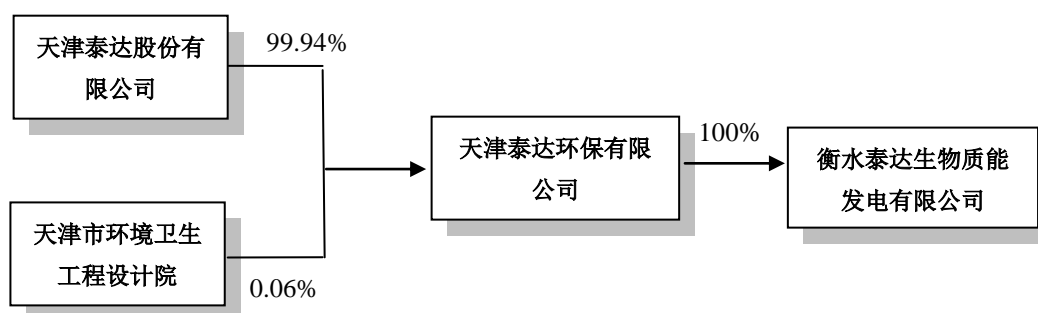 天津泰达股份有
限公司
99.94%
天津市环境卫生
工程设计院
0.06%
天津泰达环保有限
公司
100%
衡水泰达生物质能
发电有限公司